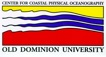 CENTER FOR COASTAL PHYSICAL OCEANOGRAPHY
OLD DOMINION UNIVERSITY